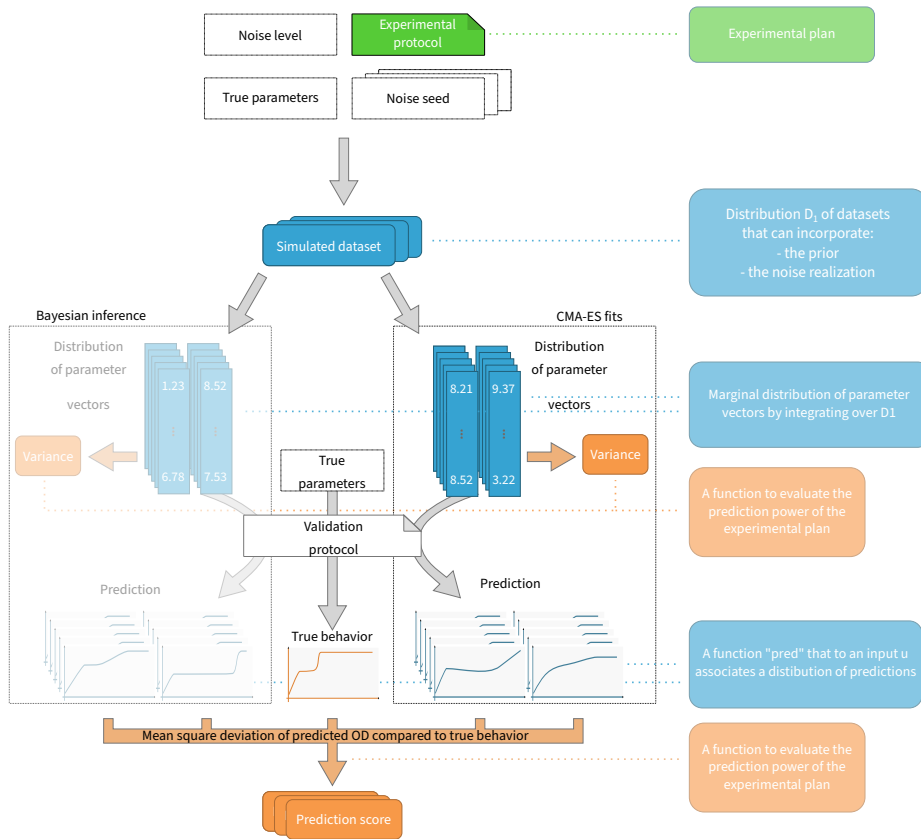 Noise level
Experimental
protocol
Experimental plan
True parameters
Noise seed
Simulated dataset
Distribution D₁ of datasets
that can incorporate:
- the prior
- the noise realization
Bayesian inference
CMA-ES fits
Distribution
of parameter
vectors
1.23
8.52
⋮
⋮
6.78
7.53
Variance
8.21
9.37
⋮
⋮
8.52
3.22
Distribution
of parameter
vectors
Variance
Marginal distribution of parameter
vectors by integrating over D1
True
parameters
A function to evaluate the
prediction power of the
experimental plan
Validation
protocol
Prediction
Prediction
True behavior
A function "pred" that to an input u
associates a distibution of predictions
Mean square deviation of predicted OD compared to true behavior
A function to evaluate the
prediction power of the
experimental plan
Prediction score